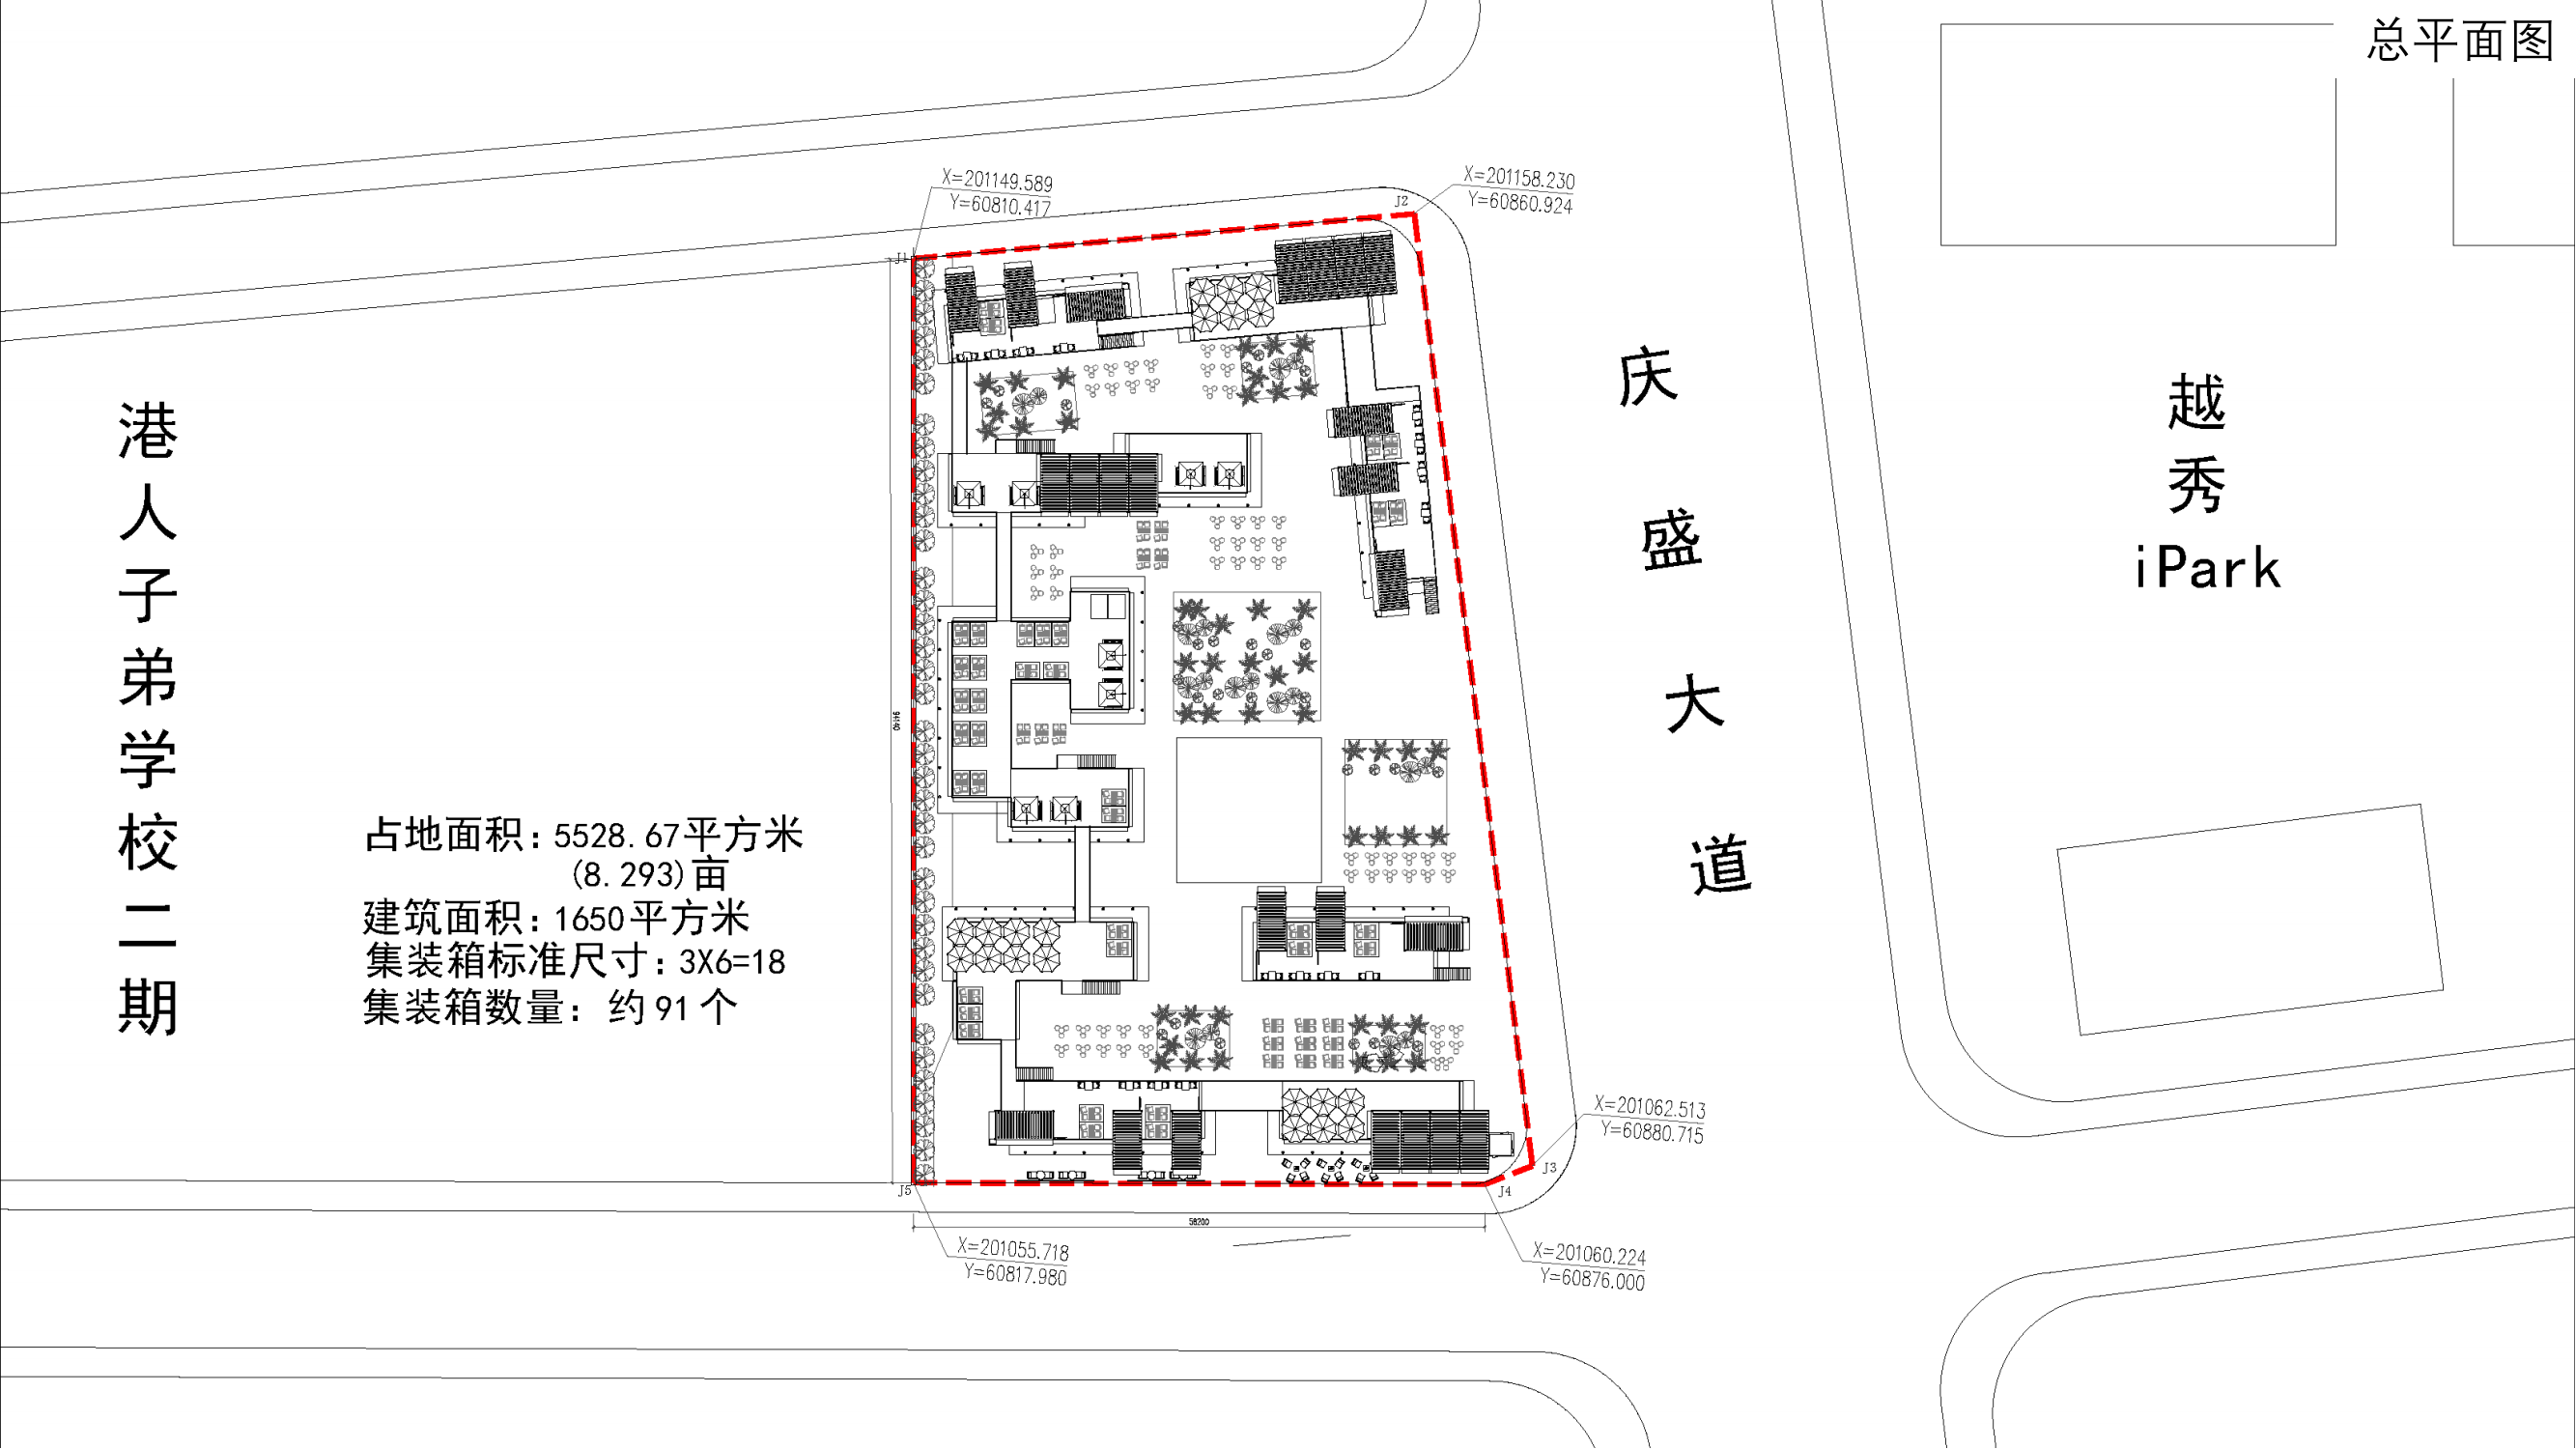 总平面图
X=201149.589
Y=60810.417
X=201158.230
Y=60860.924
J1
J2
港人子弟学校二期
庆盛大道
越秀
iPark
94140
占地面积：5528.67平方米
(8.293)亩
建筑面积：1650平方米
集装箱标准尺寸：3X6=18
集装箱数量：约91个
X=201062.513
Y=60880.715
J3
J4
J5
58200
X=201055.718
Y=60817.980
X=201060.224
Y=60876.000